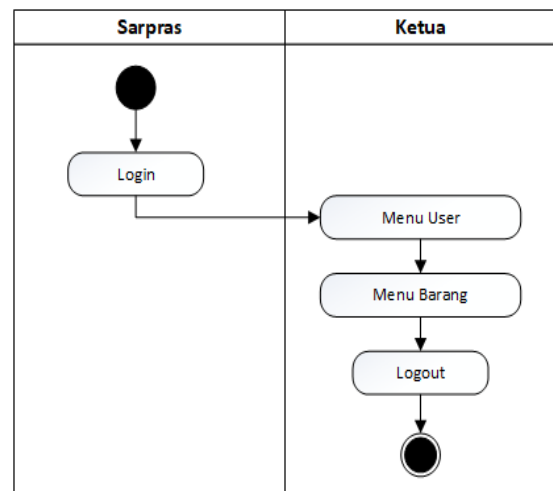 Sarpras
Ketua
Login
Menu User
Menu Barang
Logout